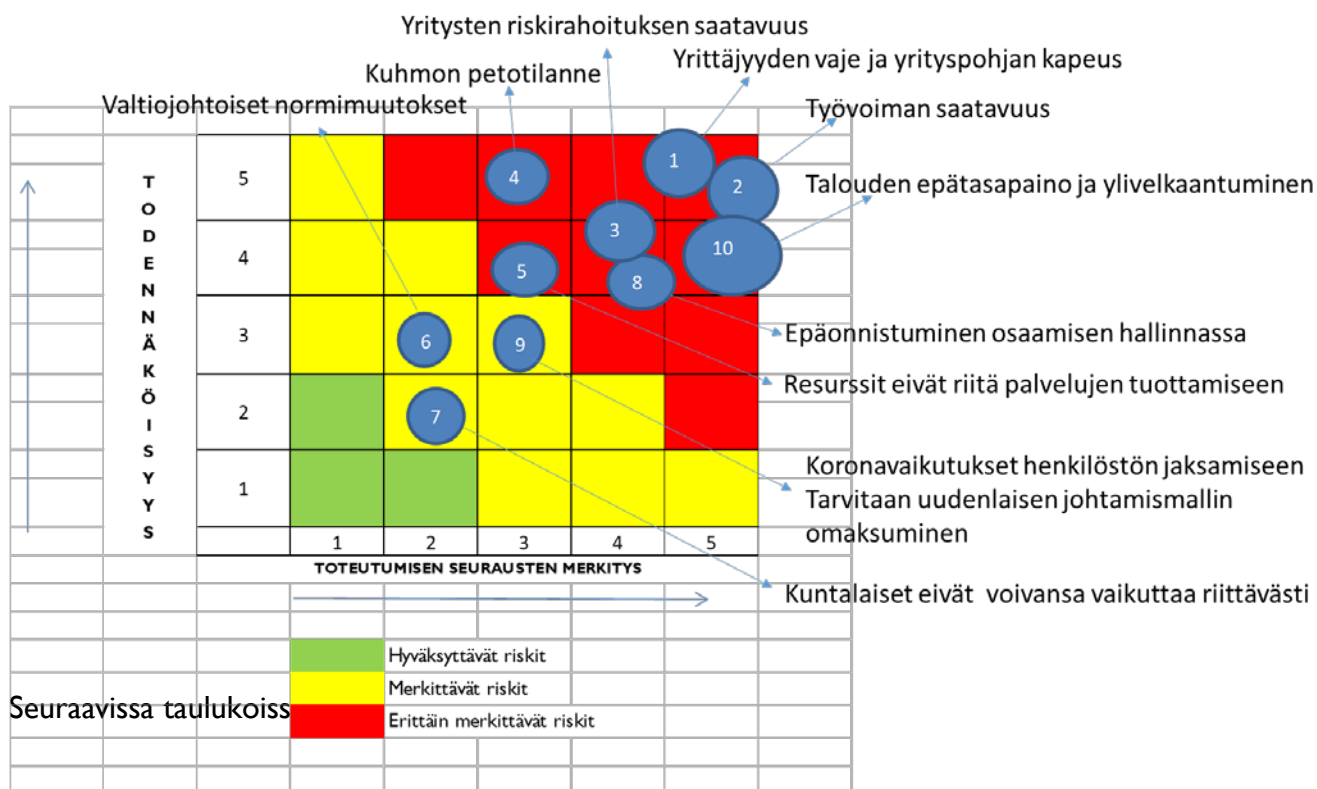 Yritysten riskirahoituksen saatavuus
Yrittäjyyden vaje ja yrityspohjan kapeus
Kuhmon petotilanne
Valtiojohtoiset normimuutokset
Työvoiman saatavuus
Talouden epätasapaino ja ylivelkaantuminen
Epäonnistuminen osaamisen hallinnassa
Resurssit eivät riitä palvelujen tuottamiseen
Koronavaikutukset henkilöstön jaksamiseen
Tarvitaan uudenlaisen johtamismallin
omaksuminen
Kuntalaiset eivät  voivansa vaikuttaa riittävästi
T
O
D
E
N
N
Ä
K
Ö
I
S
Y
Y
S
5
4
3
2
1
1
2
4
3
10
5
8
6
9
7
1 2 3 4 5
TOTEUTUMISEN SEURAUSTEN MERKITYS
Hyväksyttävät riskit
Merkittävät riskit
Seuraavissa taulukoiss
Erittäin merkittävät riskit